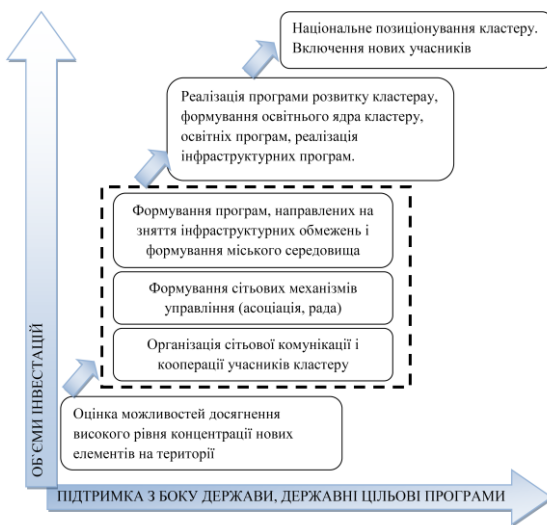 Національне позиціонування кластеру.
Включення нових учасників
Реалізація програми розвитку кластерау,
формування освітнього ядра кластеру,
освітніх програм, реалізація
інфраструктурних програм.
Формування програм, направлених на
зняття інфраструктурних обмежень і
формування міського середовища
Формування сітьових механізмів
управління (асоціація, рада)
Організація сітьової комунікації і
кооперації учасників кластеру
Оцінка можливостей досягнення
високого рівня концентрації нових
елементів на території
ОБ'ЄМИ ІНВЕСТАЦІЙ
ПІДТРИМКА З БОКУ ДЕРЖАВИ, ДЕРЖАВНІ ЦІЛЬОВІ ПРОГРАМИ